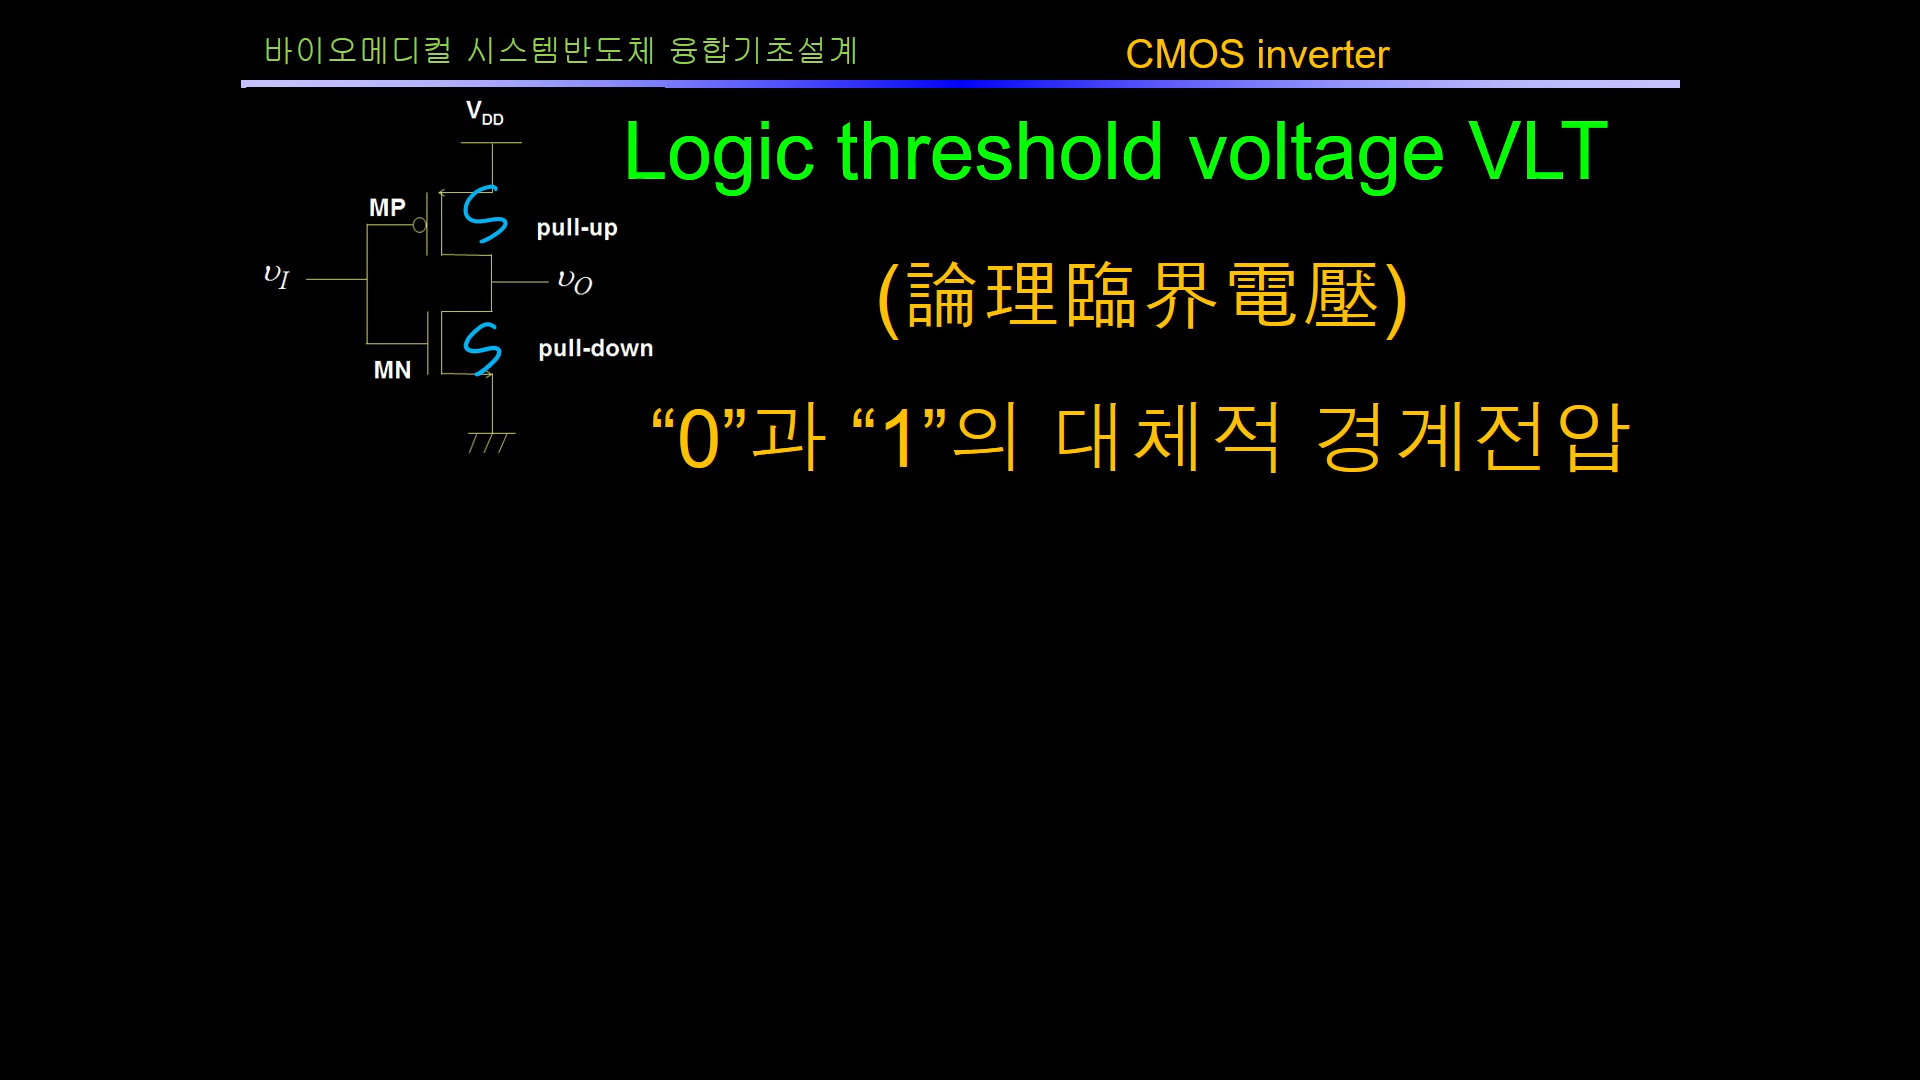 바이오메디컬 시스템반도체 융합기초설계
CMOS inverter
VDD
Logic threshold voltage VLT
MP
S
pull-up
υI
υO
(論理臨界電壓)
S
pull-down
MN
“0”과 “1”의 대체적 경계전압